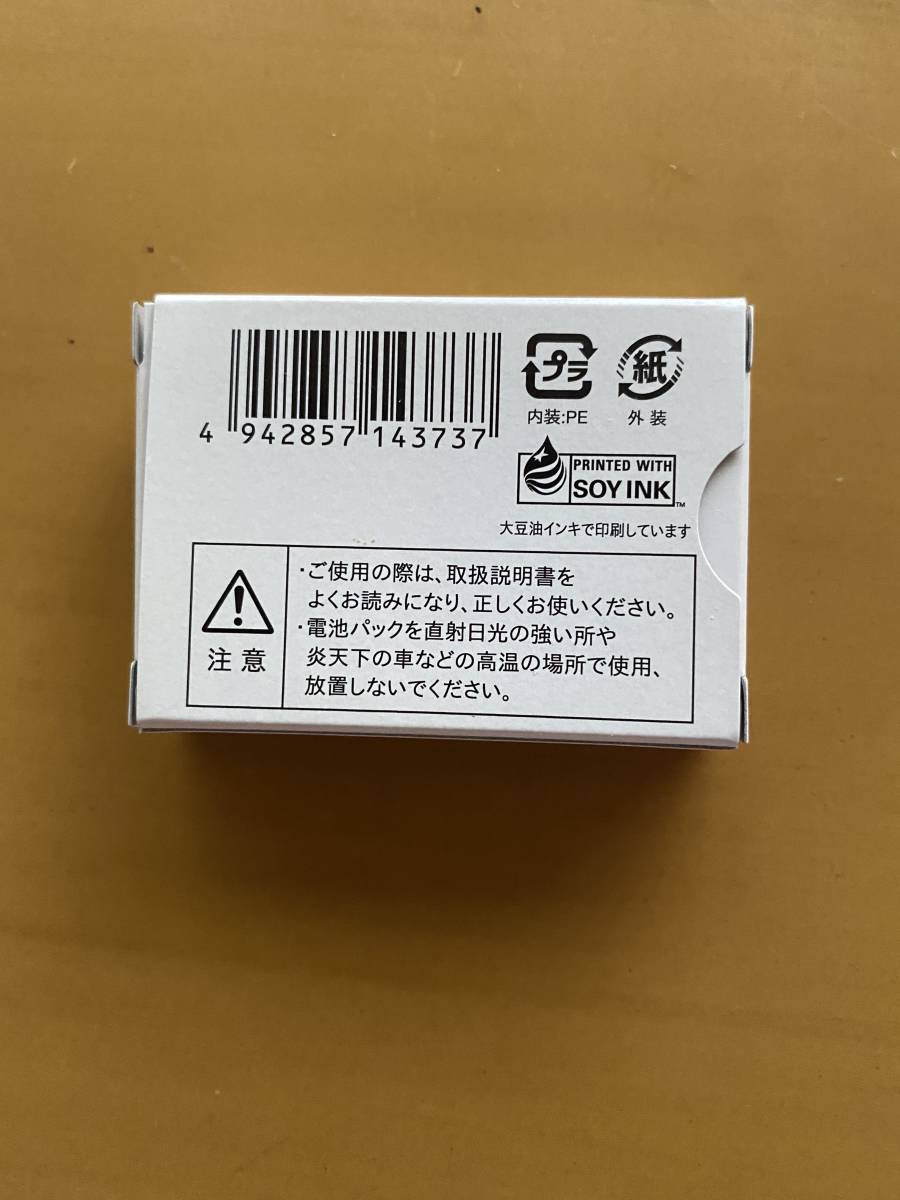 4 942857 143737
プラ
紙
内装:PE
外装
PRINTED WITH
SOY INK™
大豆油インキで印刷しています
注意
・ご使用の際は、取扱説明書を
よくお読みになり、正しくお使いください。
・電池パックを直射日光の強い所や
炎天下の車などの高温の場所で使用、
放置しないでください。